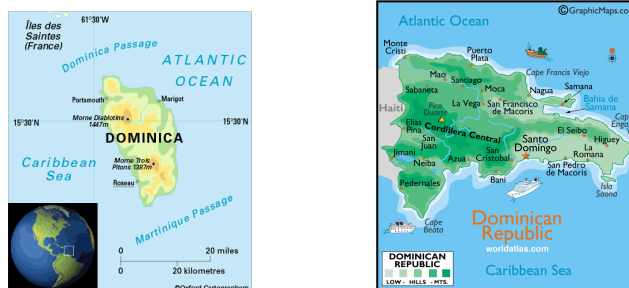 61°30'W
Îles des
Saintes
(France)
Dominica Passage
ATLANTIC
OCEAN
Portsmouth
Marigot
Morne Diablotins
1447m
15°30'N
15°30'N
DOMINICA
Morne Trois
Pitons 1387m
Caribbean
Sea
Roseau
Martinique Passage
0
20 miles
0
20 kilometres
©Oxford Cartographers
©GraphicMaps.co
Atlantic Ocean
Monte
Cristi
Puerto
Plata
Mao
Santiago
Cape Francis Viejo
Sabaneta
Moca
Nagua
Samana
Haiti
Pico
Duarte
La Vega
San Francisco
de Macoris
Bahia de
Samana
Cap
Enga
Elias
Pina
Cordillera Central
San
Juan
El Seibo
Higuey
Santo
Domingo
La
Romana
Jimani
Neiba
Azua
San
Cristobal
San Pedro
de Macoris
Bani
Isla
Saona
Pedernales
Cape
Beata
Dominican
Republic
worldatlas.com
DOMINICAN
REPUBLIC
LOW - HILLS - MTS.
Caribbean Sea